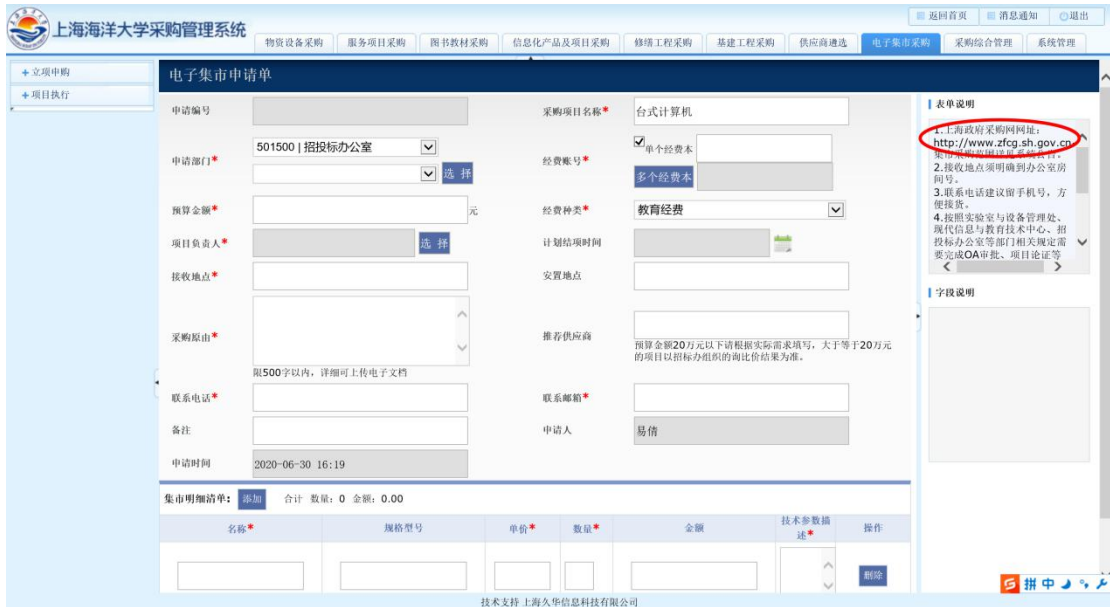 返回首页 消息通知 退出
上海海洋大学采购管理系统
物资设备采购 服务项目采购 图书教材采购 信息化产品及项目采购 修缮工程采购 基建工程采购 供应商遴选 电子集市采购 采购综合管理 系统管理
+立项申购
+项目执行
电子集市申请单
申请编号
采购项目名称* 台式计算机
申请部门* 501500 | 招投标办公室
选 择
经费账号* 单个经费本
多个经费本
预算金额* 元
经费种类* 教育经费
项目负责人* 选 择
计划结项时间
接收地点*
安置地点
采购原由*
限500字以内，详细可上传电子文档
推荐供应商
预算金额20万元以下请根据实际需求填写，大于等于20万元
的项目以招标办组织的询比价结果为准。
联系电话*
联系邮箱*
备注
申请人 易倩
申请时间 2020-06-30 16:19
集市明细清单： 添加 合计 数量：0 金额：0.00
名称* 规格型号 单价* 数量* 金额 技术参数描 操作
述*
删除
表单说明
1.上海政府采购网网址：
http://www.zfcg.sh.gov.cn，
集市采购范围详见系统公告。
2.接收地点须明确到办公室房
间号。
3.联系电话建议留手机号，方
便接货。
4.按照实验室与设备管理处、
现代信息与教育技术中心、招
投标办公室等部门相关规定需
要完成OA审批、项目论证等
字段说明
拼 中
技术支持 上海久华信息科技有限公司